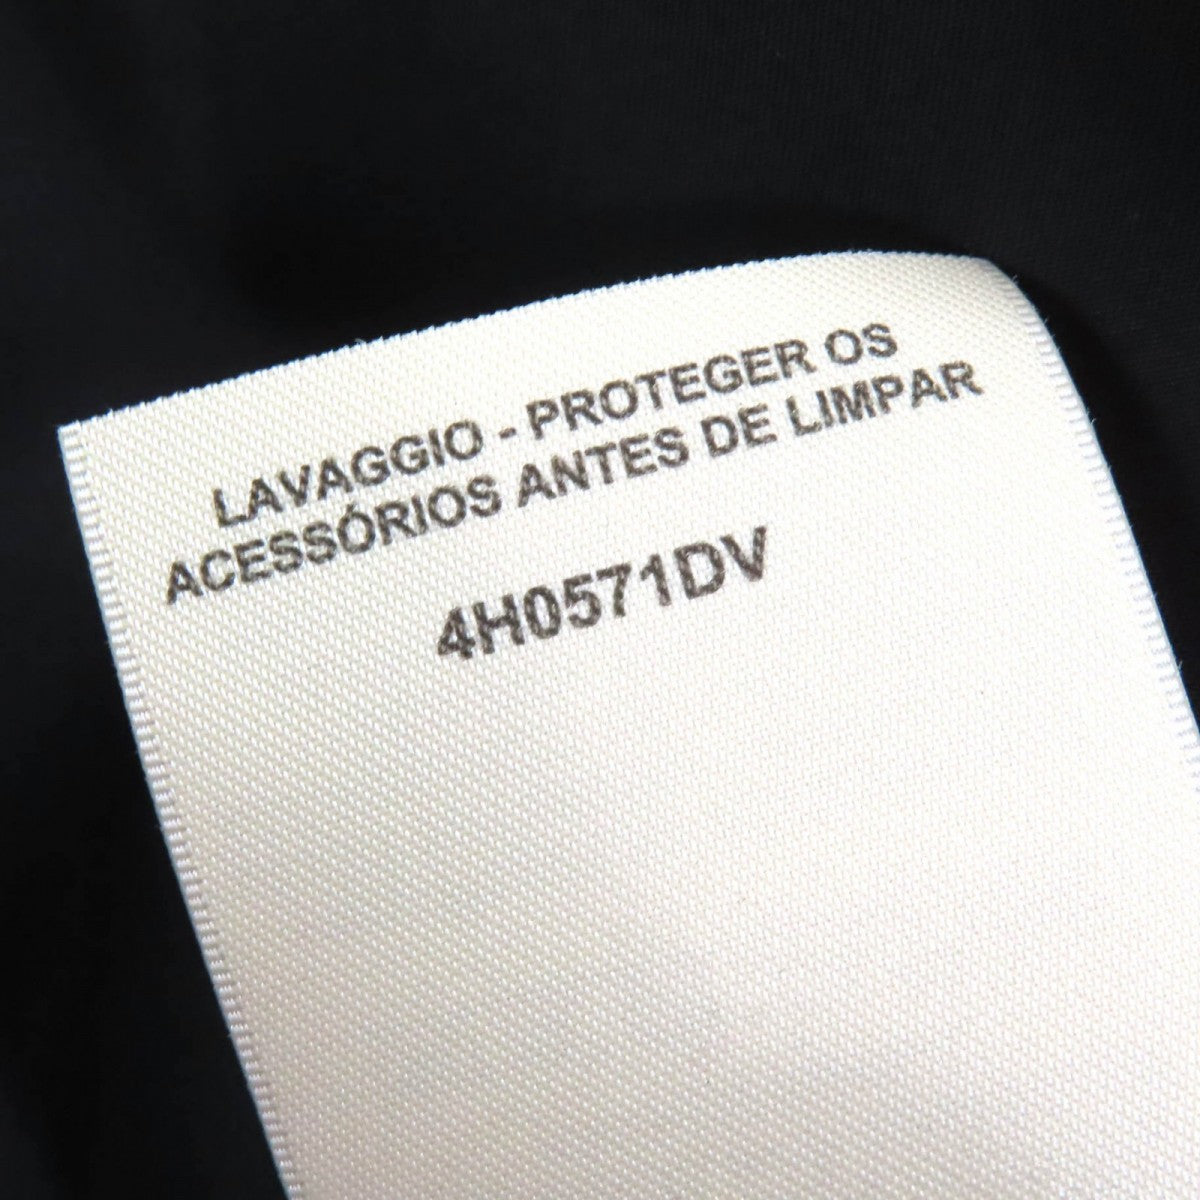 LAVAGGIO - PROTEGER OS
ACESSÓRIOS ANTES DE LIMPAR
4H0571DV